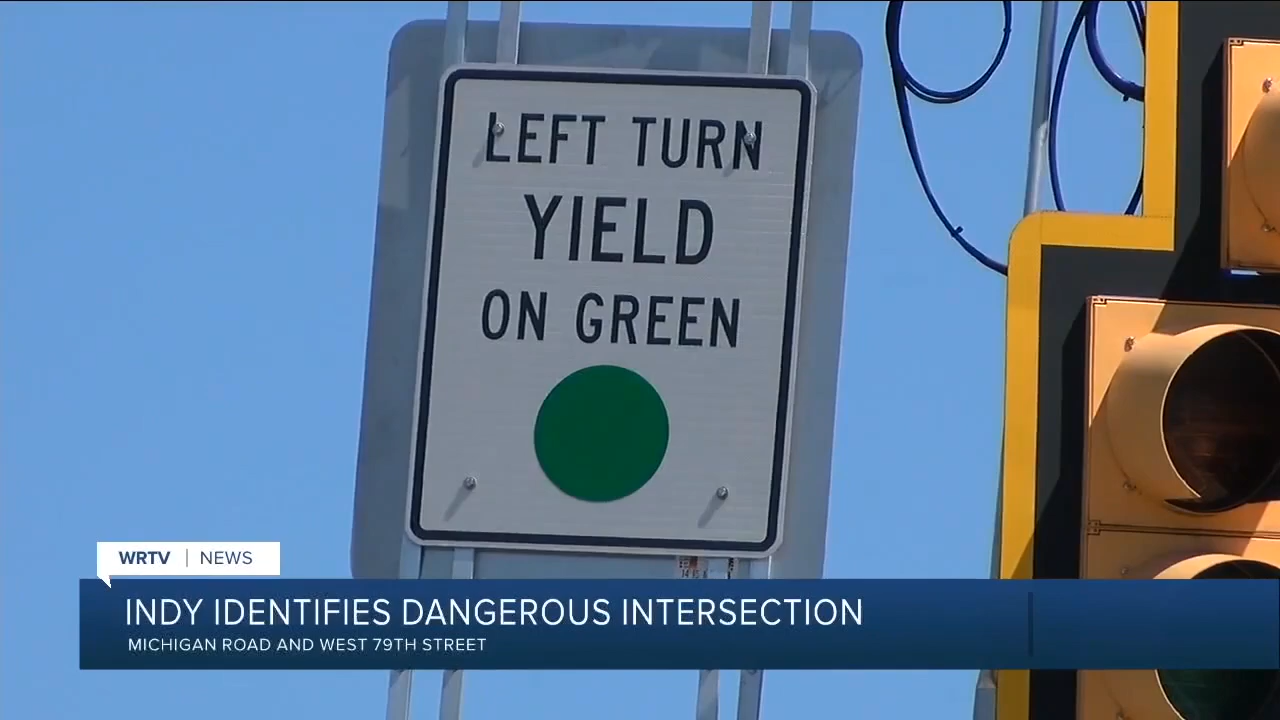 LEFT TURN
YIELD
ON GREEN
WRTV | NEWS
INDY IDENTIFIES DANGEROUS INTERSECTION
MICHIGAN ROAD AND WEST 79TH STREET